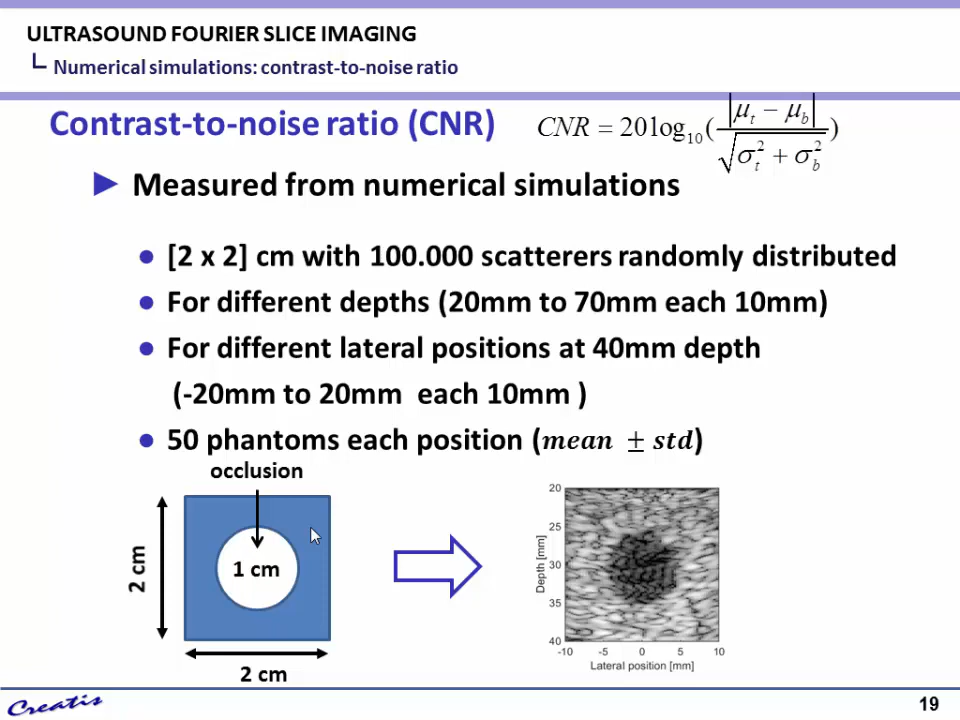 ULTRASOUND FOURIER SLICE IMAGING
Numerical simulations: contrast-to-noise ratio
Contrast-to-noise ratio (CNR)
CNR = 20log₁₀(|μₜ − μ_b| / √(σₜ² + σ_b²))
► Measured from numerical simulations
● [2 x 2] cm with 100.000 scatterers randomly distributed
● For different depths (20mm to 70mm each 10mm)
● For different lateral positions at 40mm depth
(-20mm to 20mm each 10mm )
● 50 phantoms each position (mean ± std)
occlusion
1 cm
2 cm
2 cm
20
25
30
35
40
Depth [mm]
-10 -5 0 5 10
Lateral position [mm]
Creatis
19